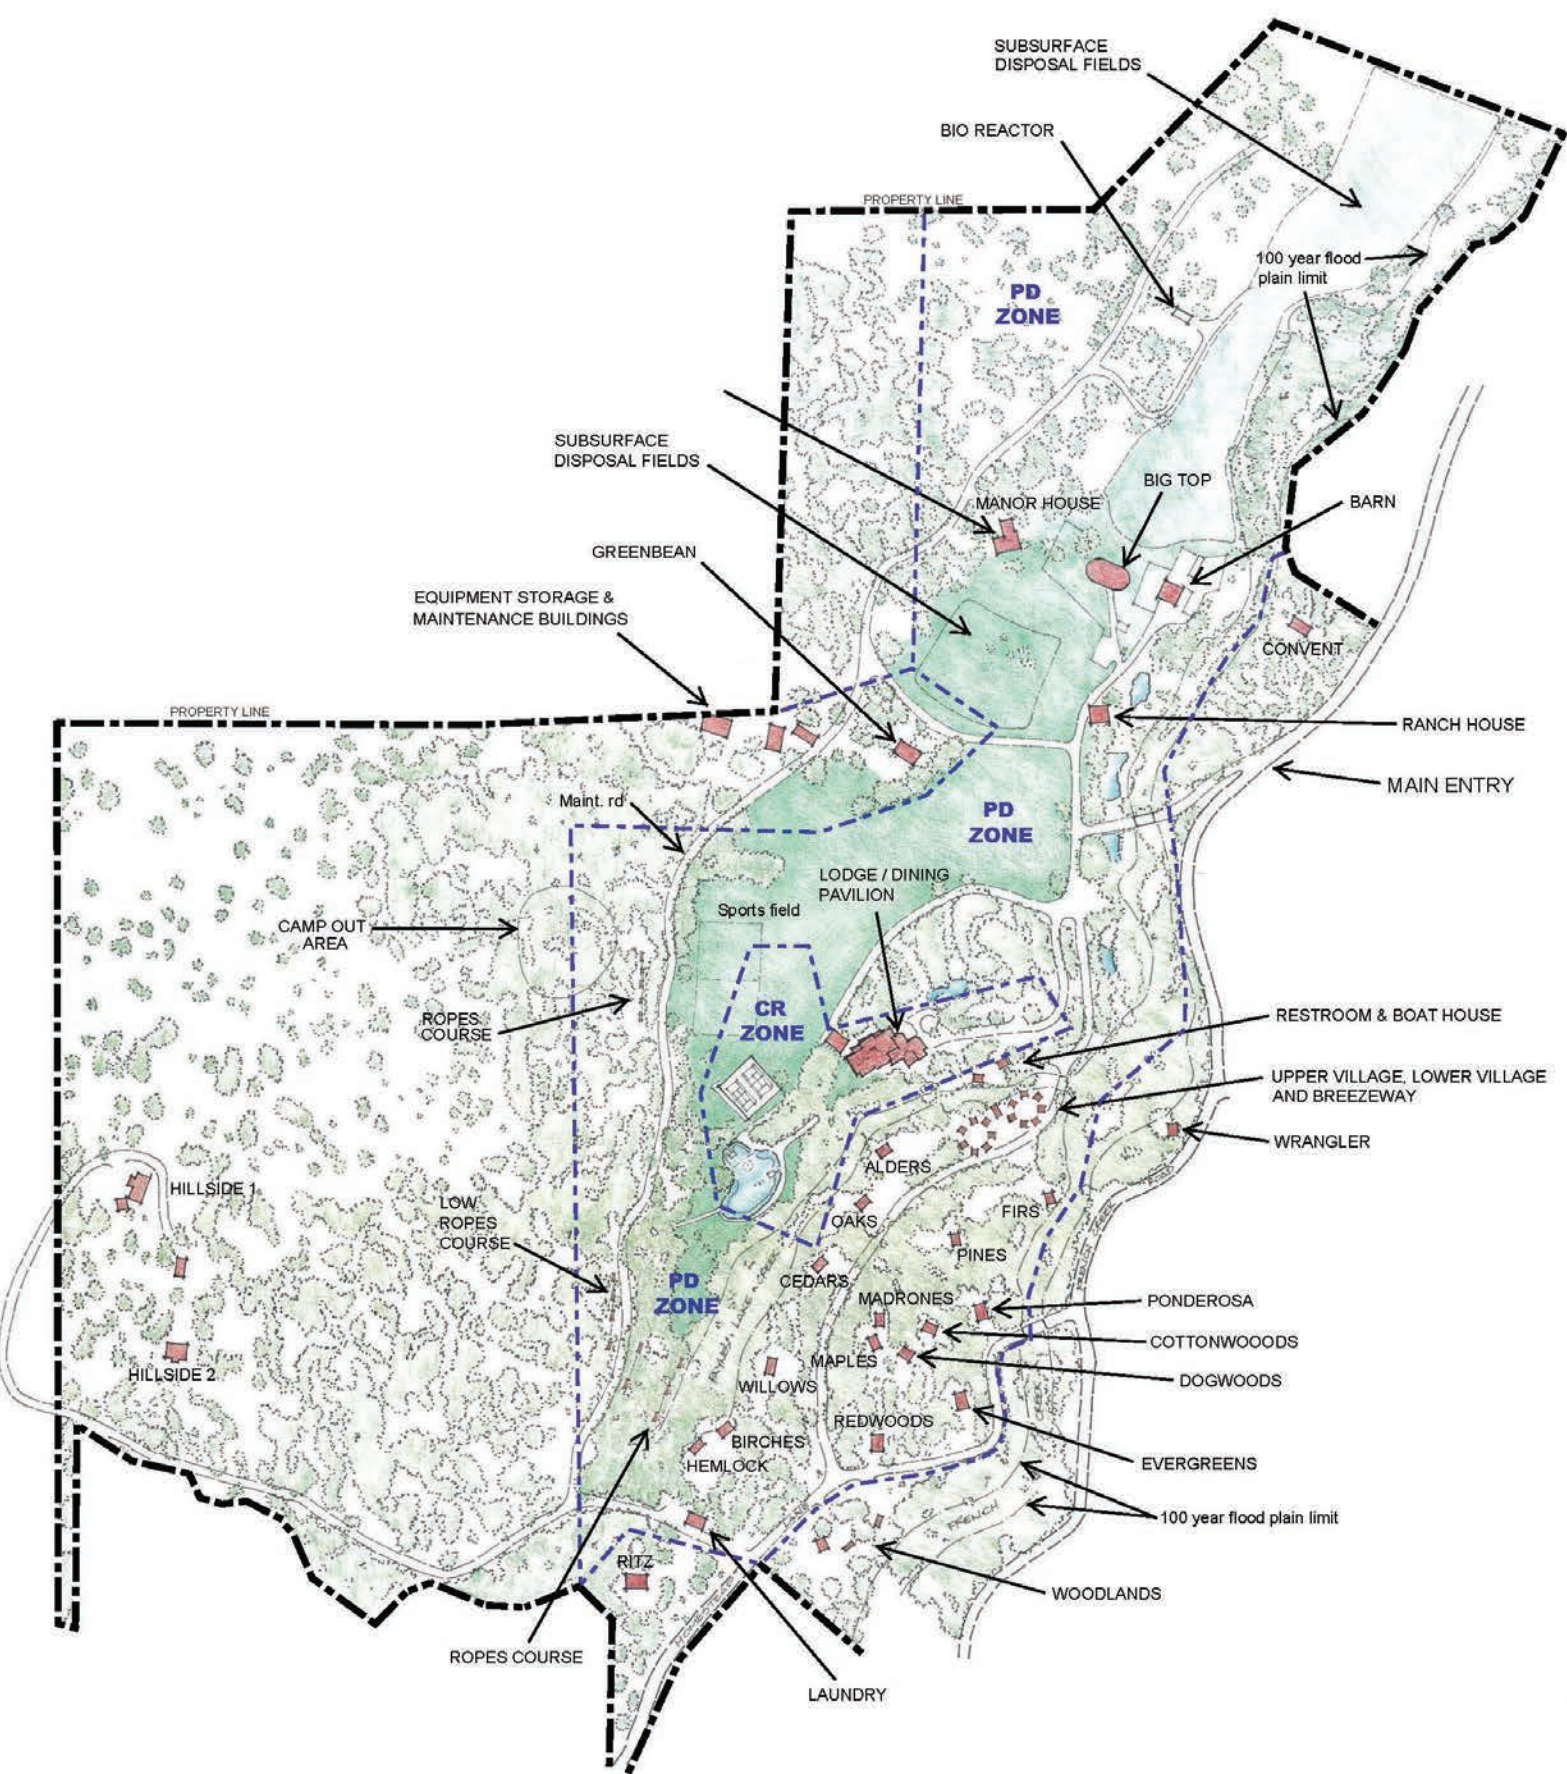 SUBSURFACE
DISPOSAL FIELDS
BIO REACTOR
PROPERTY LINE
100 year flood
plain limit
PD
ZONE
SUBSURFACE
DISPOSAL FIELDS
MANOR HOUSE
BIG TOP
BARN
GREENBEAN
EQUIPMENT STORAGE &
MAINTENANCE BUILDINGS
CONVENT
PROPERTY LINE
RANCH HOUSE
MAIN ENTRY
Maint. rd
PD
ZONE
LODGE / DINING
PAVILION
Sports field
CAMP OUT
AREA
CR
ZONE
ROPES
COURSE
RESTROOM & BOAT HOUSE
UPPER VILLAGE, LOWER VILLAGE
AND BREEZEWAY
WRANGLER
ALDERS
HILLSIDE 1
LOW
ROPES
COURSE
OAKS
FIRS
PINES
CEDARS
PD
ZONE
MADRONES
PONDEROSA
COTTONWOOODS
MAPLES
HILLSIDE 2
DOGWOODS
WILLOWS
REDWOODS
BIRCHES
HEMLOCK
EVERGREENS
FRENCH
100 year flood plain limit
RITZ
WOODLANDS
ROPES COURSE
LAUNDRY